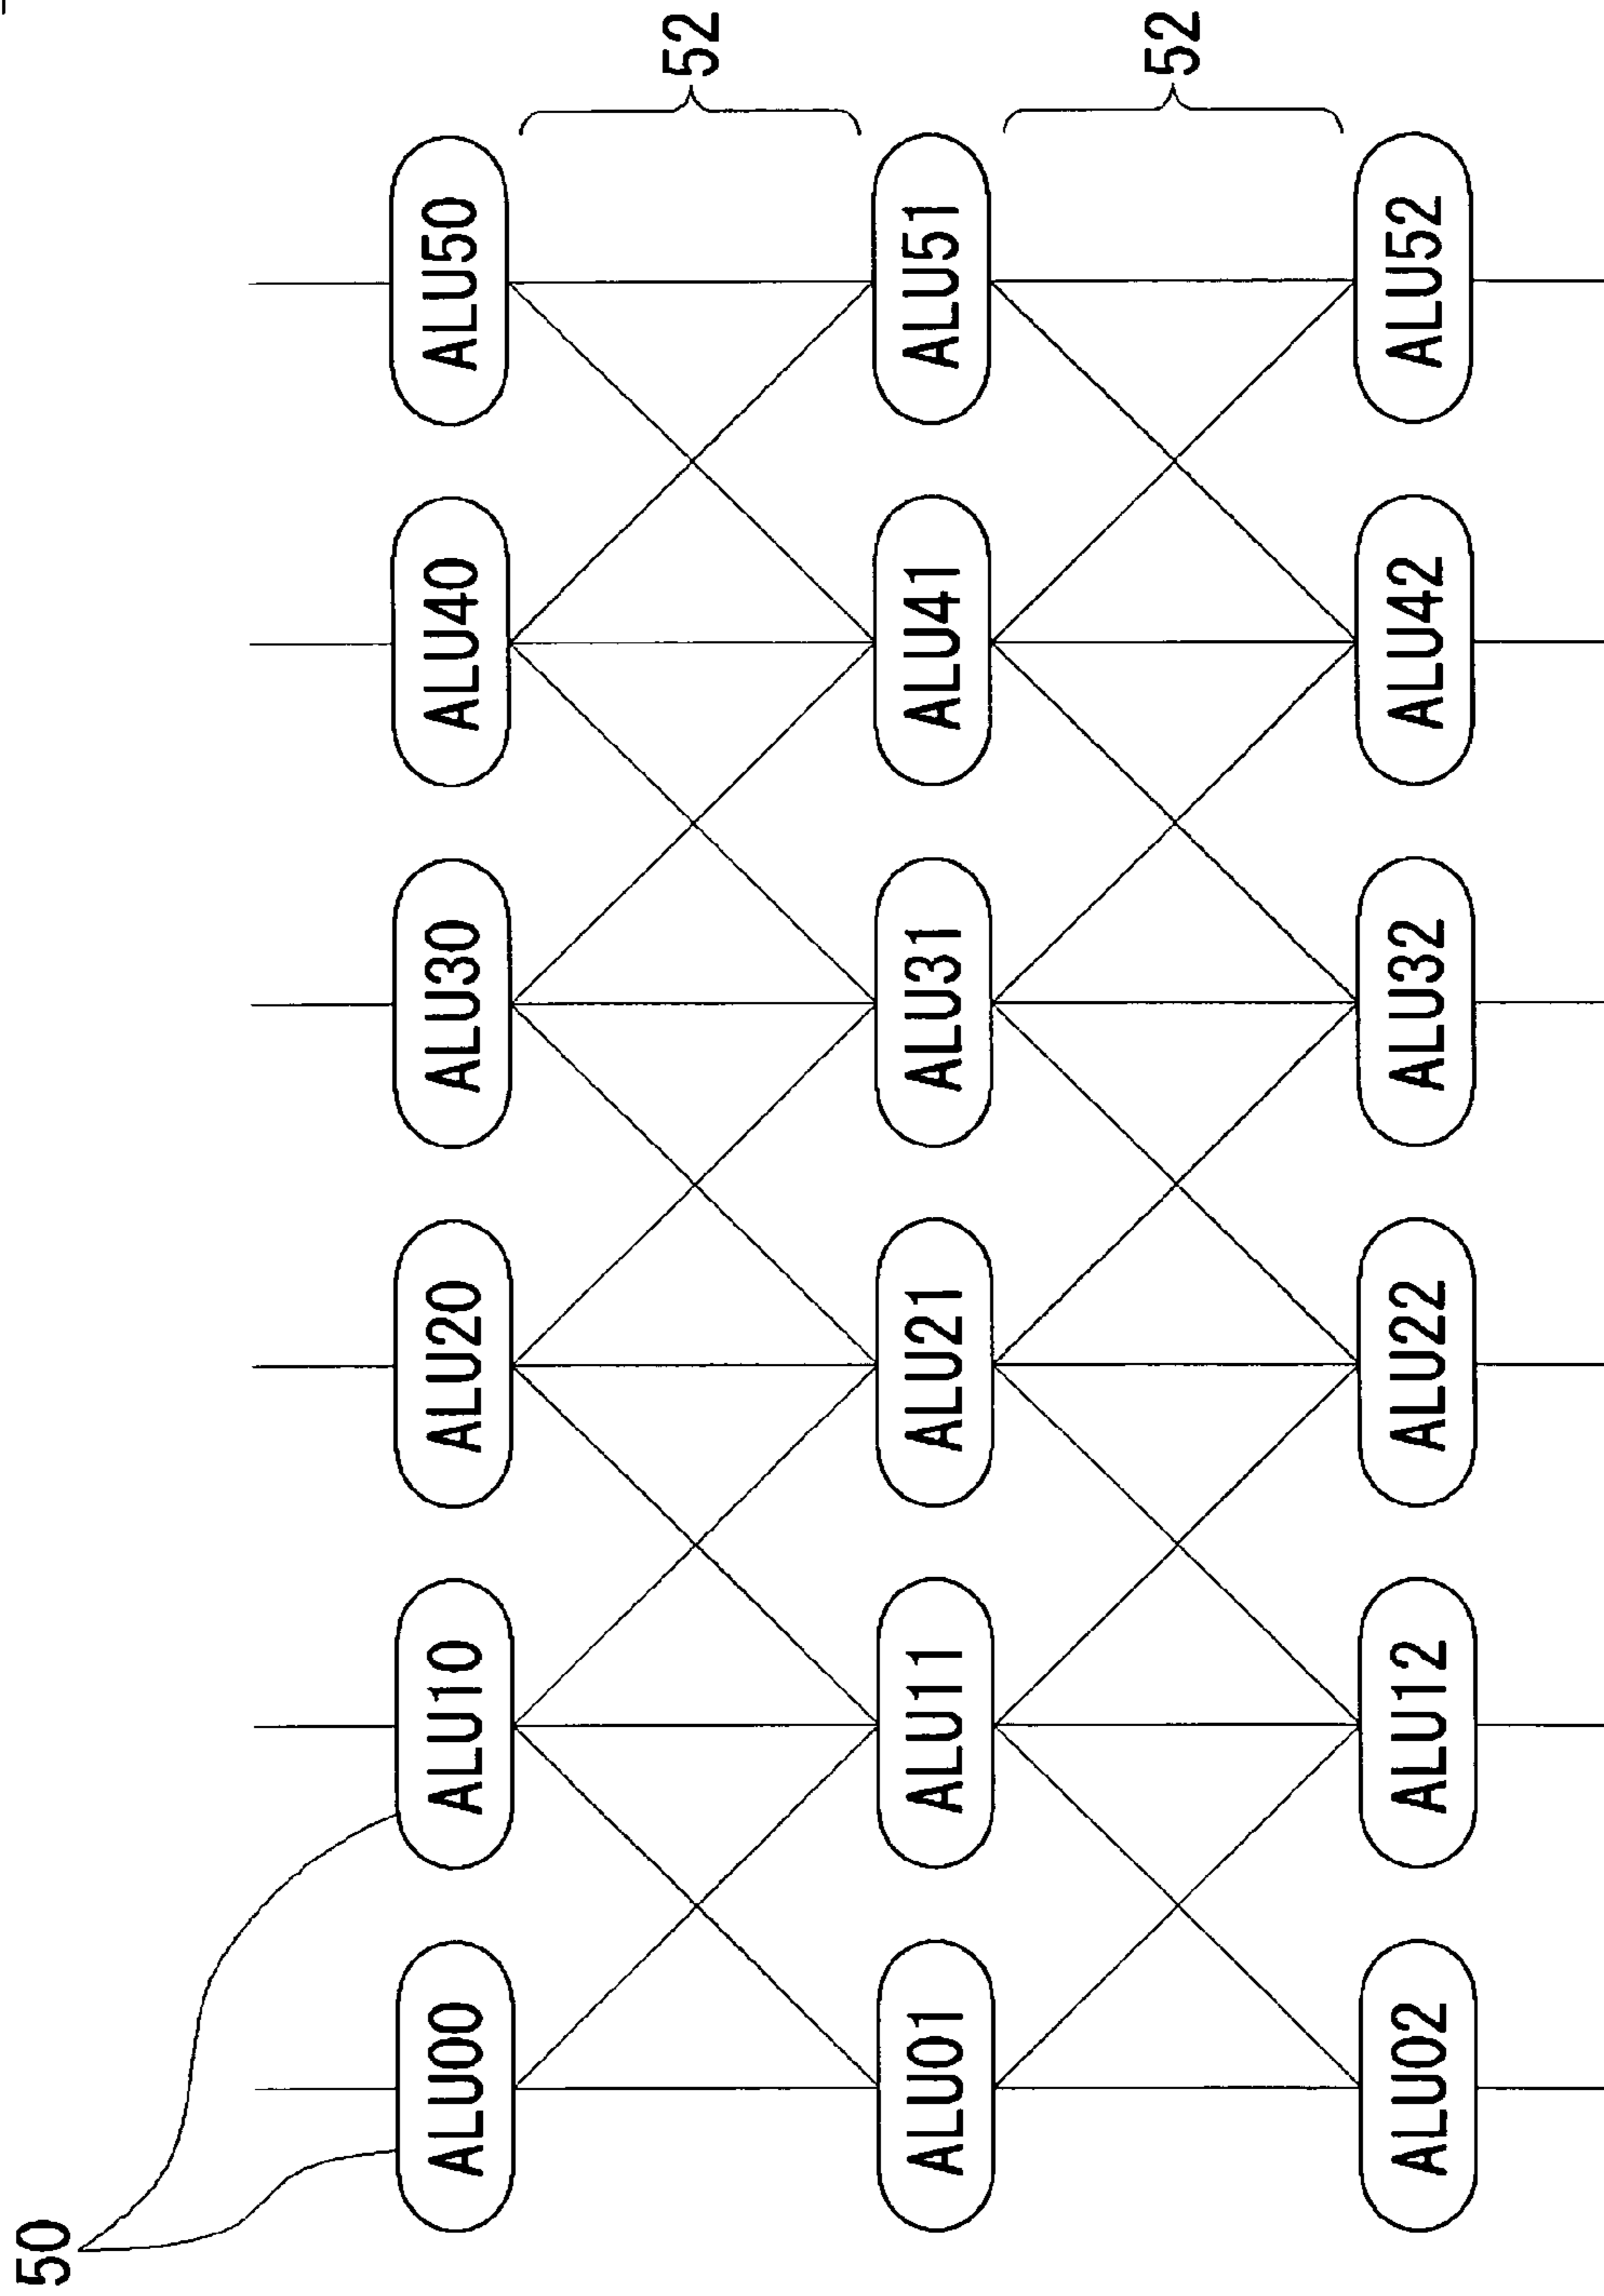 50
ALU00 ALU10 ALU20 ALU30 ALU40 ALU50
52
ALU01 ALU11 ALU21 ALU31 ALU41 ALU51
52
ALU02 ALU12 ALU22 ALU32 ALU42 ALU52